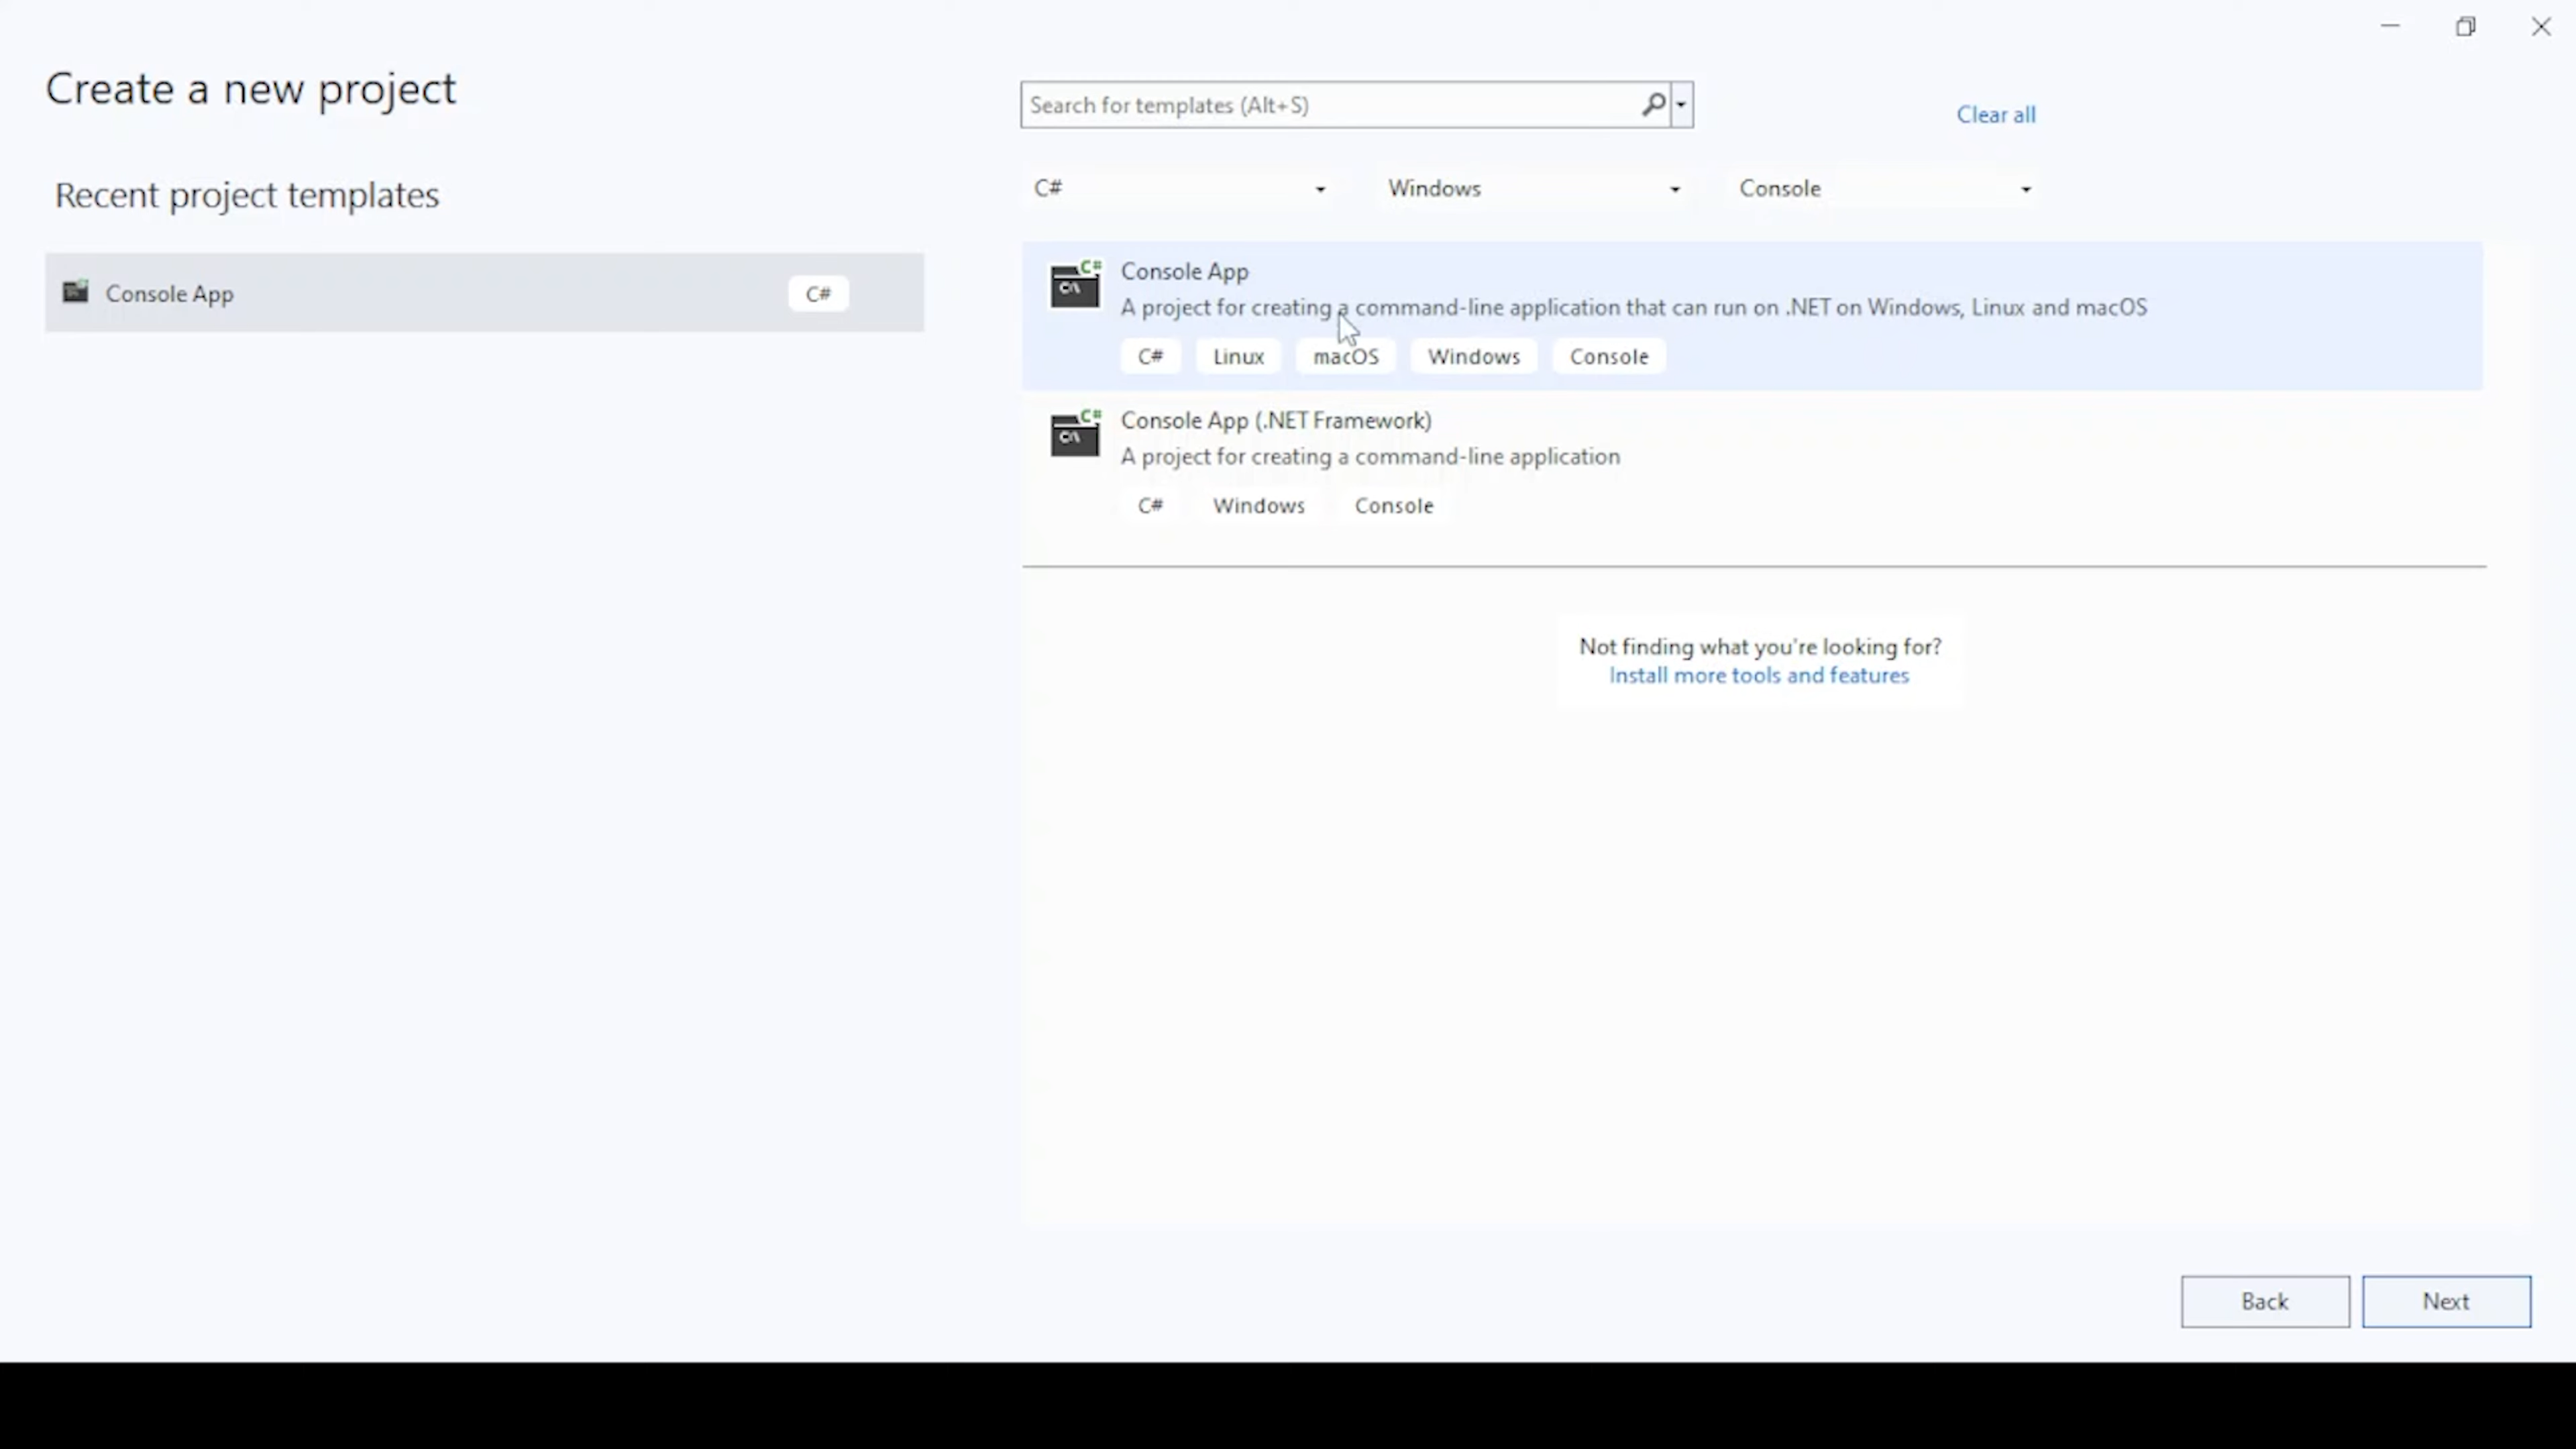 Create a new project
Search for templates (Alt+S)
Clear all
Recent project templates
C#
Windows
Console
Console App
C#
C#
C:\
Console App
A project for creating a command-line application that can run on .NET on Windows, Linux and macOS
C#
Linux
macOS
Windows
Console
C#
C:\
Console App (.NET Framework)
A project for creating a command-line application
C#
Windows
Console
Not finding what you're looking for?
Install more tools and features
Back
Next